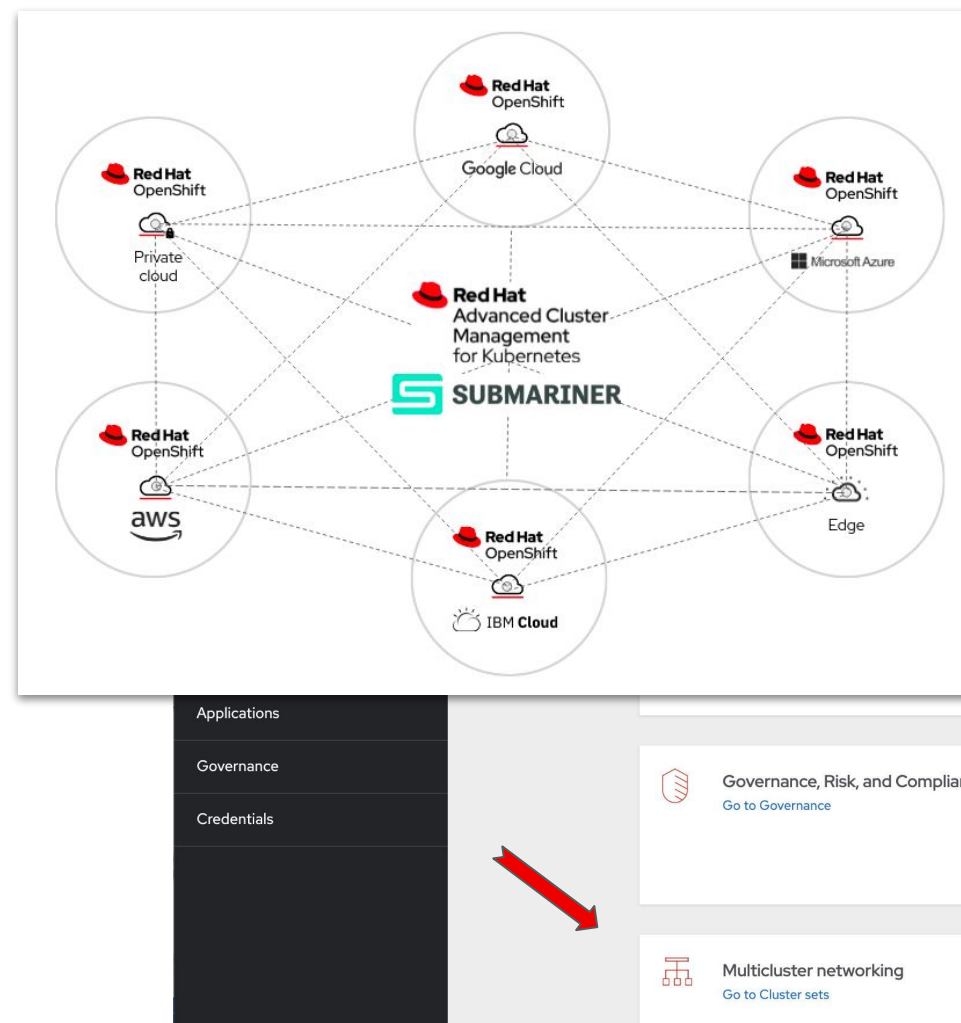 Red Hat
OpenShift
Google Cloud
Red Hat
OpenShift
Private
cloud
Red Hat
OpenShift
Microsoft Azure
Red Hat
Advanced Cluster
Management
for Kubernetes
SUBMARINER
Red Hat
OpenShift
aws
Red Hat
OpenShift
Edge
Red Hat
OpenShift
IBM Cloud
Applications
Governance
Credentials
Governance, Risk, and
Go to Governance
Multicluster networking
Go to Cluster sets